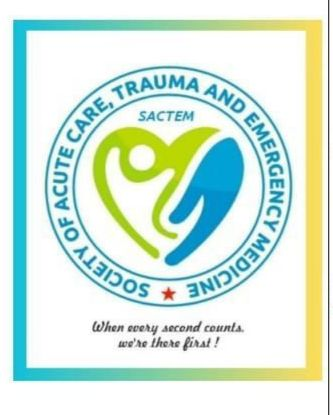 SOCIETY OF ACUTE CARE, TRAUMA AND EMERGENCY MEDICINE
SACTEM
When every second counts.
we're there first !